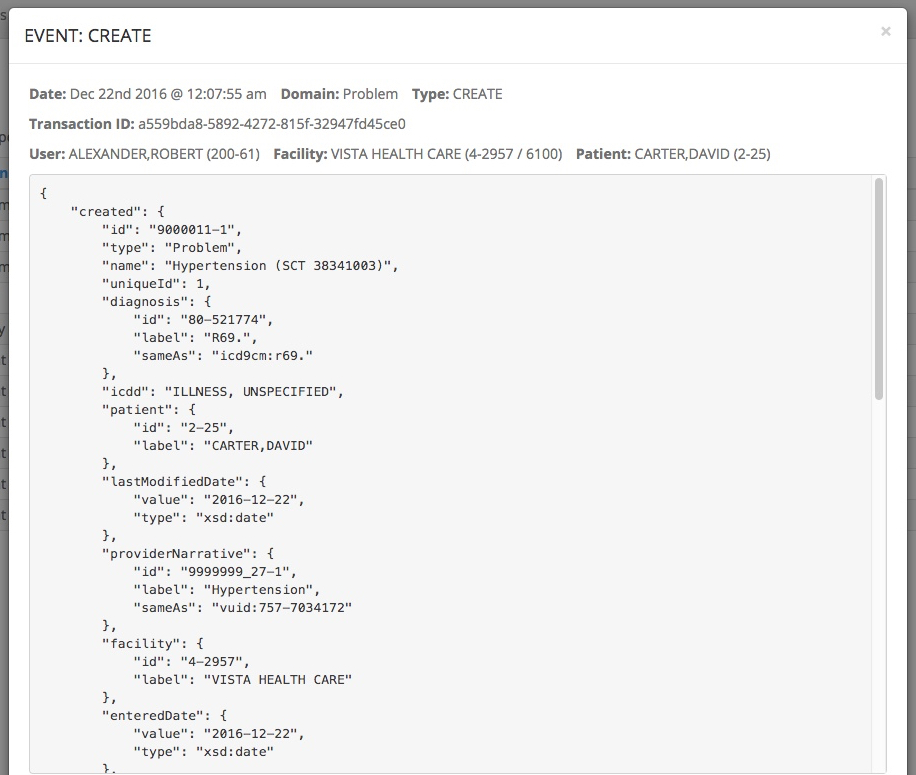 EVENT: CREATE
×
Date: Dec 22nd 2016 @ 12:07:55 am Domain: Problem Type: CREATE
Transaction ID: a559bda8-5892-4272-815f-32947fd45ce0
User: ALEXANDER,ROBERT (200-61) Facility: VISTA HEALTH CARE (4-2957 / 6100) Patient: CARTER,DAVID (2-25)
{
    "created": {
        "id": "9000011-1",
        "type": "Problem",
        "name": "Hypertension (SCT 38341003)",
        "uniqueId": 1,
        "diagnosis": {
            "id": "80-521774",
            "label": "R69.",
            "sameAs": "icd9cm:r69."
        },
        "icdd": "ILLNESS, UNSPECIFIED",
        "patient": {
            "id": "2-25",
            "label": "CARTER,DAVID"
        },
        "lastModifiedDate": {
            "value": "2016-12-22",
            "type": "xsd:date"
        },
        "providerNarrative": {
            "id": "9999999_27-1",
            "label": "Hypertension",
            "sameAs": "vuid:757-7034172"
        },
        "facility": {
            "id": "4-2957",
            "label": "VISTA HEALTH CARE"
        },
        "enteredDate": {
            "value": "2016-12-22",
            "type": "xsd:date"
        },